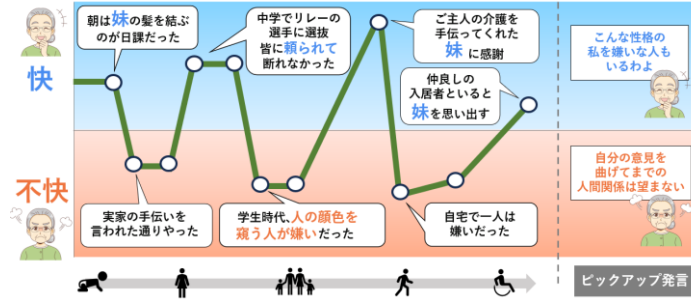 快
不快
朝は妹の髪を結ぶ
のが日課だった
中学でリレーの
選手に選抜
皆に頼られて
断れなかった
ご主人の介護を
手伝ってくれた
妹に感謝
仲良しの
入居者といると
妹を思い出す
実家の手伝いを
言われた通りやった
学生時代、人の顔色を
窺う人が嫌いだった
自宅で一人は
嫌いだった
こんな性格の
私を嫌いな人も
いるわよ
自分の意見を
曲げてまでの
人間関係は望まない
ピックアップ発言